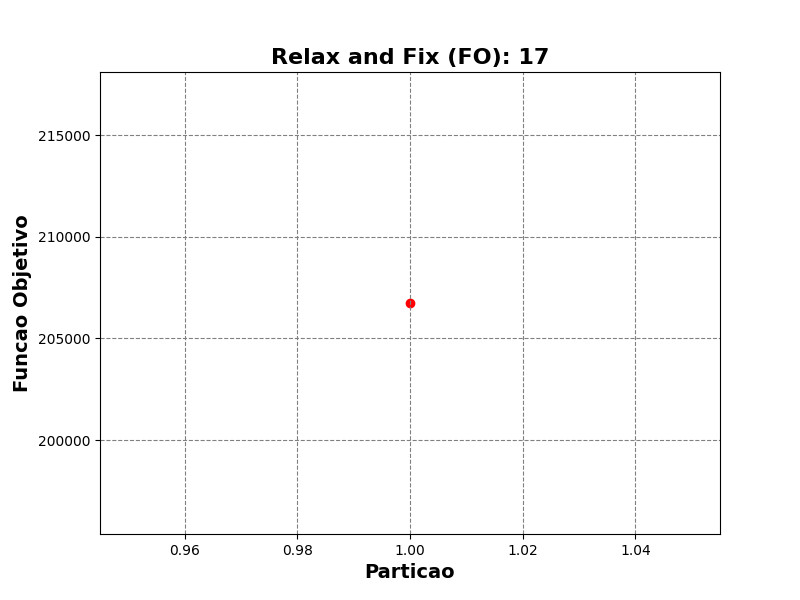 Relax and Fix (FO): 17
215000
210000
205000
200000
Funcao Objetivo
0.96 0.98 1.00 1.02 1.04
Particao